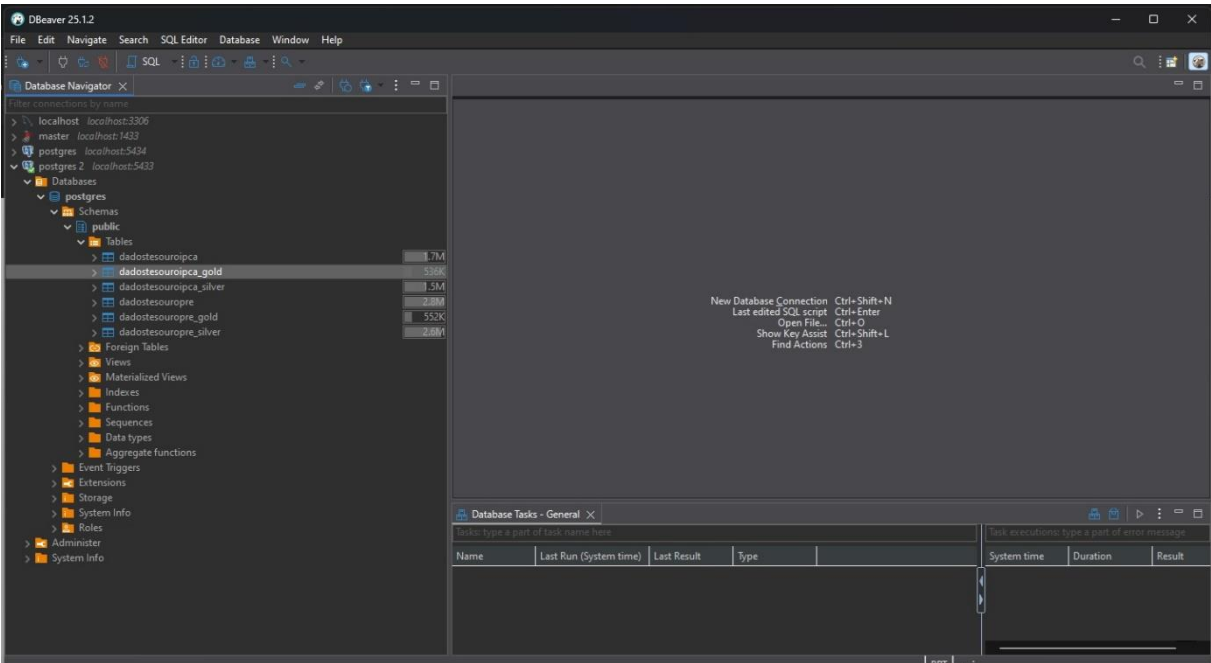 DBeaver 25.1.2
File Edit Navigate Search SQL Editor Database Window Help
SQL
Database Navigator
Filter connections by name
localhost localhost:3306
master localhost:1433
postgres localhost:5434
postgres 2 localhost:5433
Databases
postgres
Schemas
public
Tables
dadostesouroipca 1.7M
dadostesouroipca_gold 536K
dadostesouroipca_silver 1.5M
dadostesouropre 2.8M
dadostesouropre_gold 552K
dadostesouropre_silver 2.6M
Foreign Tables
Views
Materialized Views
Indexes
Functions
Sequences
Data types
Aggregate functions
Event Triggers
Extensions
Storage
System Info
Roles
Administer
System Info
New Database Connection Ctrl+Shift+N
Last edited SQL script Ctrl+Enter
Open File... Ctrl+O
Show Key Assist Ctrl+Shift+L
Find Actions Ctrl+3
Database Tasks - General
Tasks: type a part of task name here
Name Last Run (System time) Last Result Type
Task executions: type a part of error message
System time Duration Result